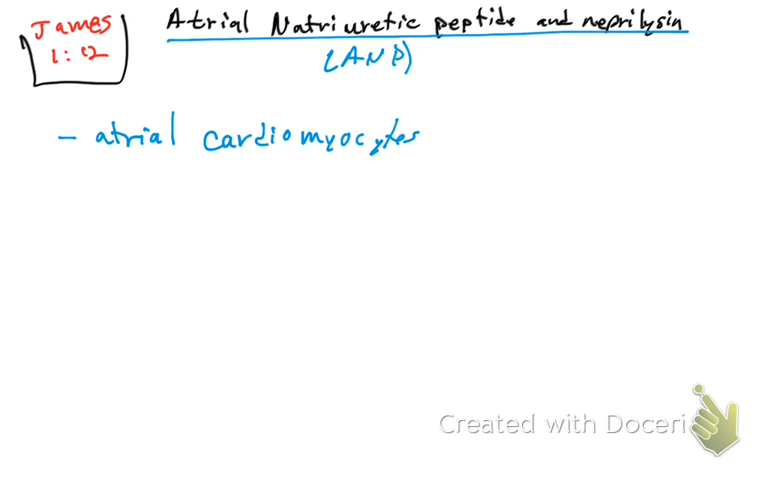 James
1:12
Atrial Natriuretic peptide and neprilysin
(ANP)
- atrial cardiomyocytes
Created with Doceri